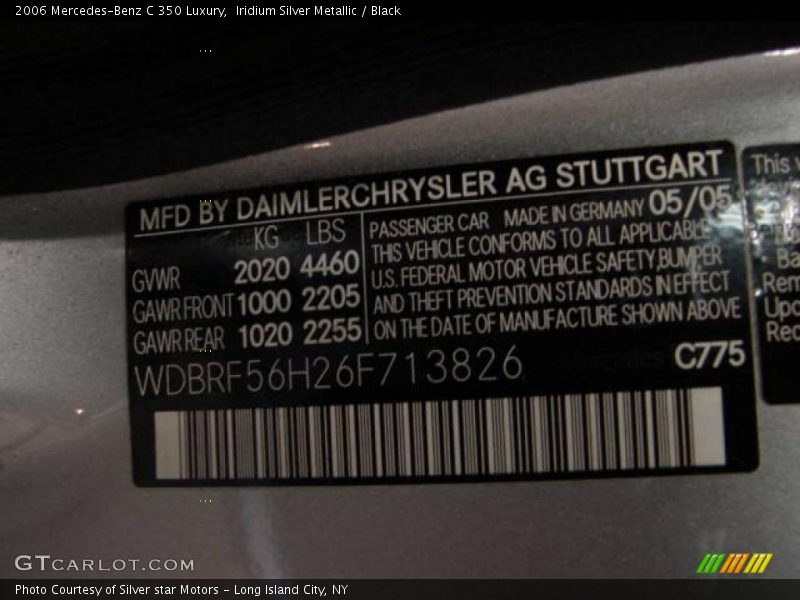 2006 Mercedes-Benz C 350 Luxury,  Iridium Silver Metallic / Black
MFD BY DAIMLERCHRYSLER AG STUTTGART
KG LBS
GVWR 2020 4460
GAWR FRONT 1000 2205
GAWR REAR 1020 2255
PASSENGER CAR MADE IN GERMANY 05/05
THIS VEHICLE CONFORMS TO ALL APPLICABLE
U.S. FEDERAL MOTOR VEHICLE SAFETY,BUMPER
AND THEFT PREVENTION STANDARDS IN EFFECT
ON THE DATE OF MANUFACTURE SHOWN ABOVE
WDBRF56H26F713826
C775
This
Ba
Rem
Upo
Rec
GTCARLOT.COM
Photo Courtesy of Silver star Motors - Long Island City, NY